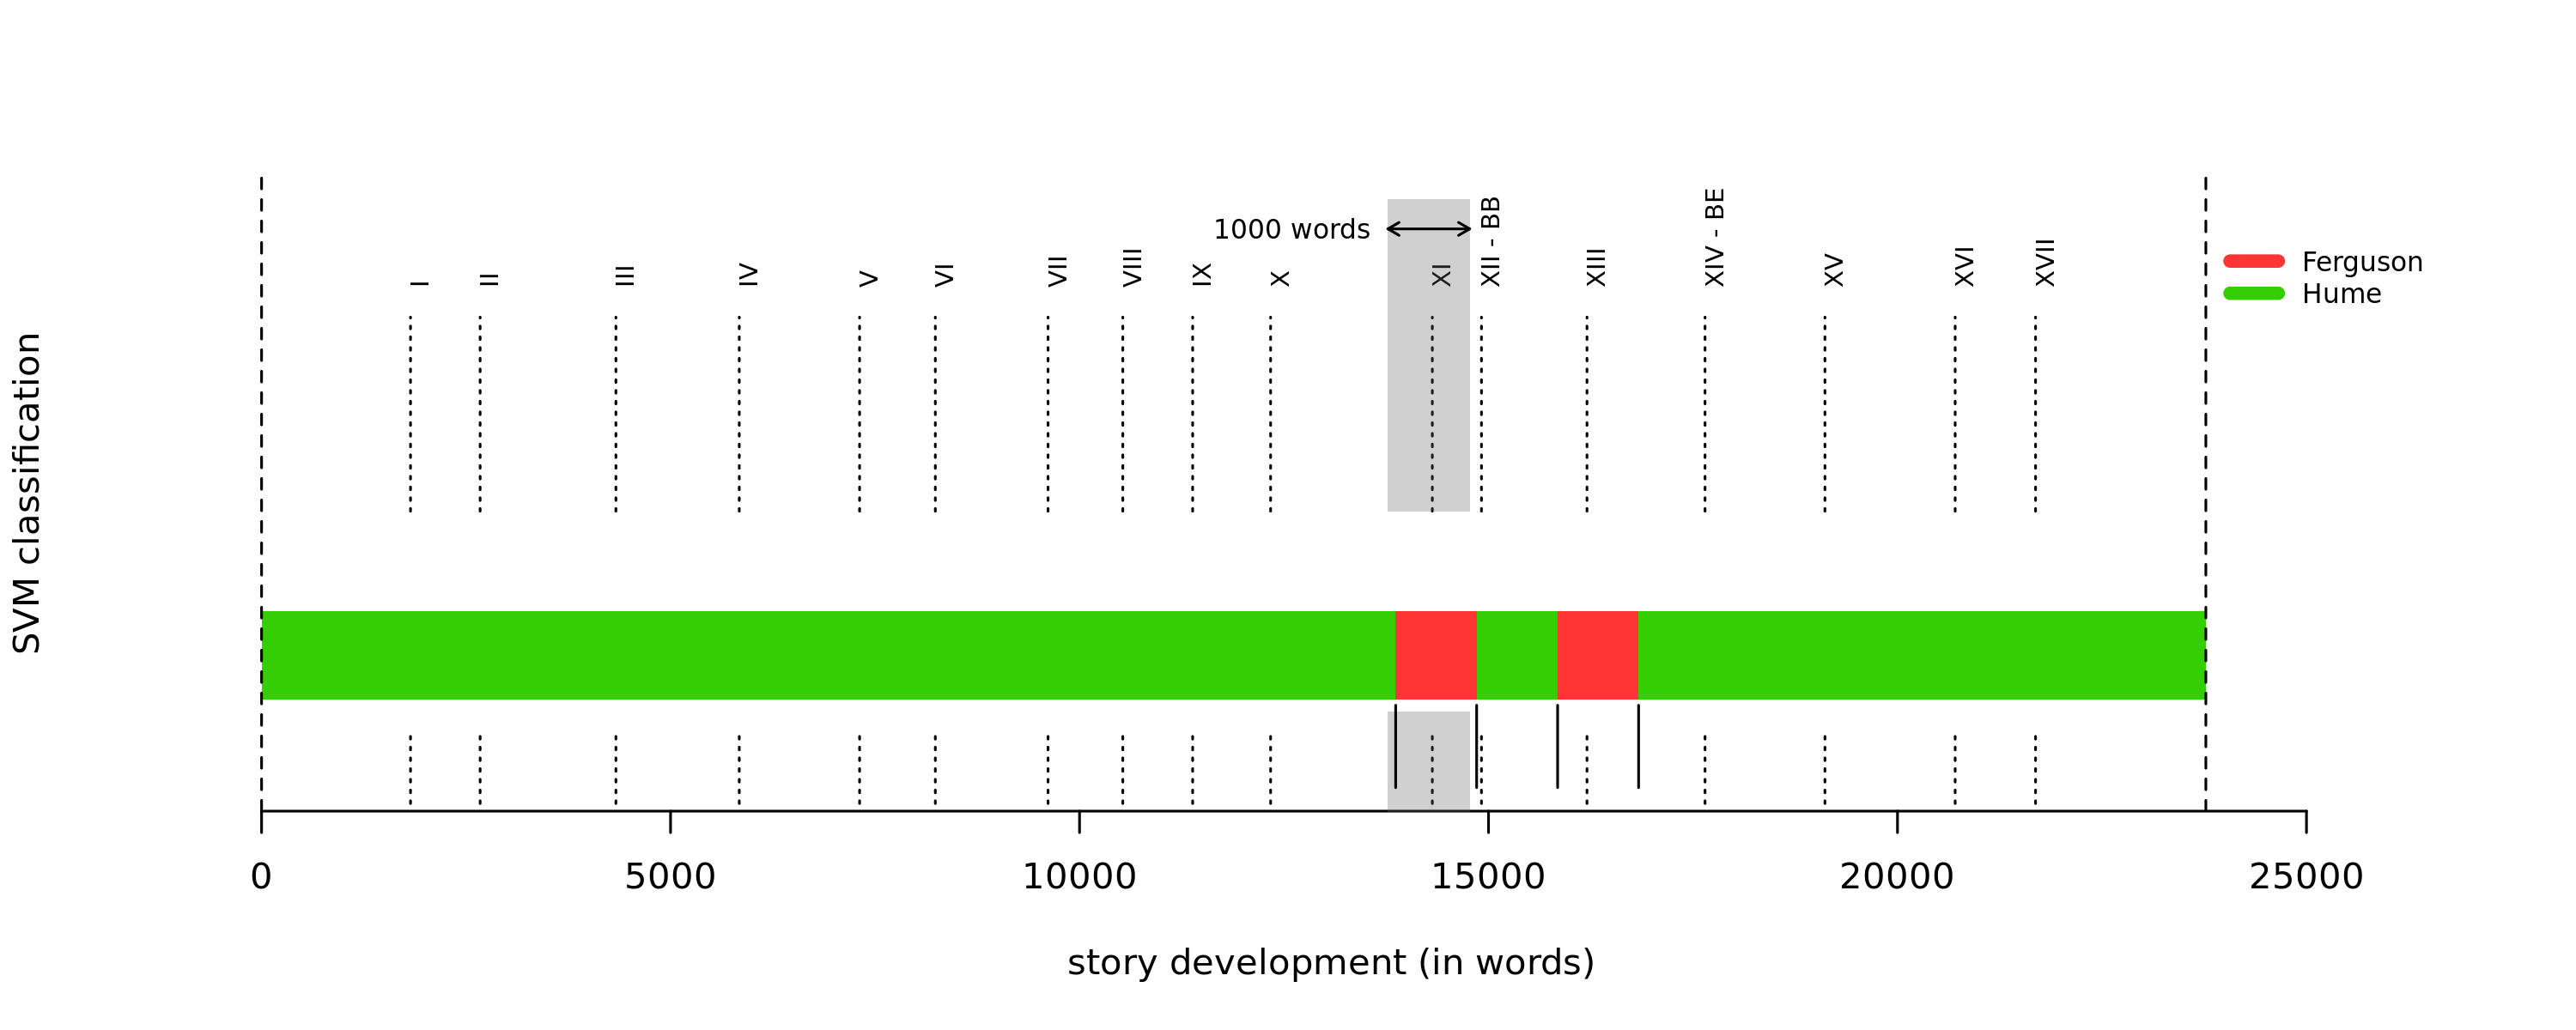 1000 words
I
II
III
IV
V
VI
VII
VIII
IX
X
XI
XII - BB
XIII
XIV - BE
XV
XVI
XVII
Ferguson
Hume
SVM classification
0
5000
10000
15000
20000
25000
story development (in words)